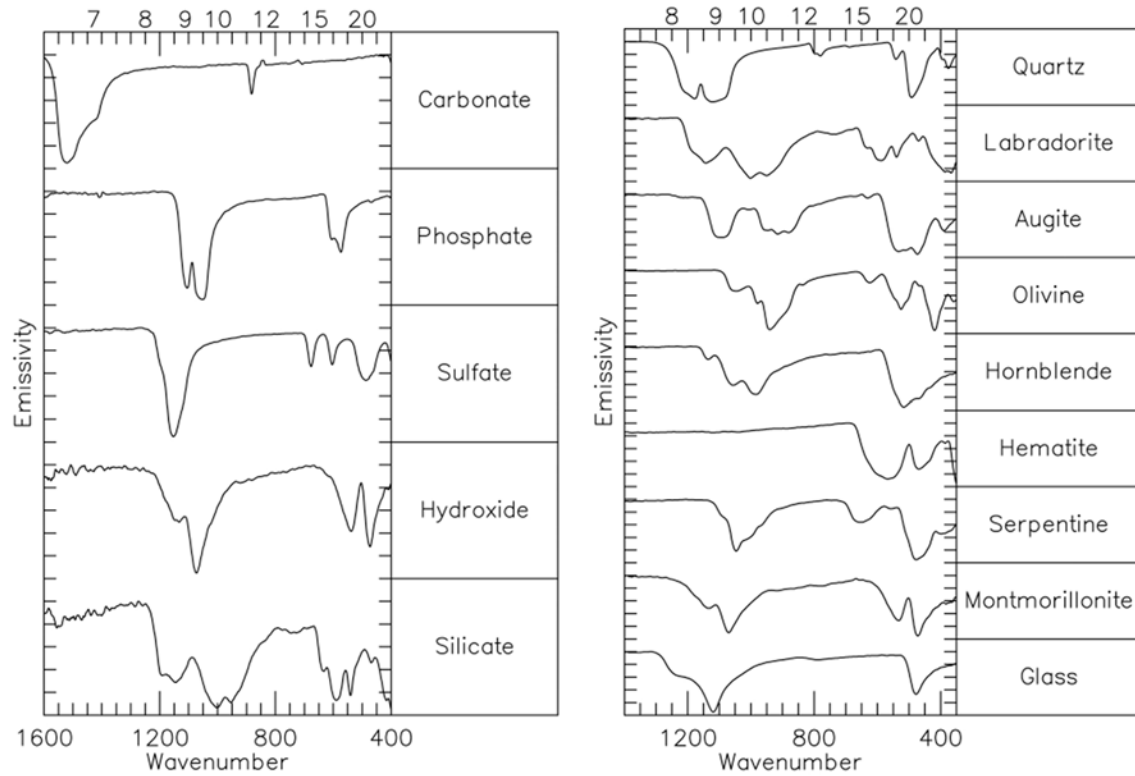 7 8 9 10 12 15 20
Carbonate
Phosphate
Sulfate
Hydroxide
Silicate
Emissivity
1600 1200 800 400
Wavenumber
8 9 10 12 15 20
Quartz
Labradorite
Augite
Olivine
Hornblende
Hematite
Serpentine
Montmorillonite
Glass
Emissivity
1200 800 400
Wavenumber